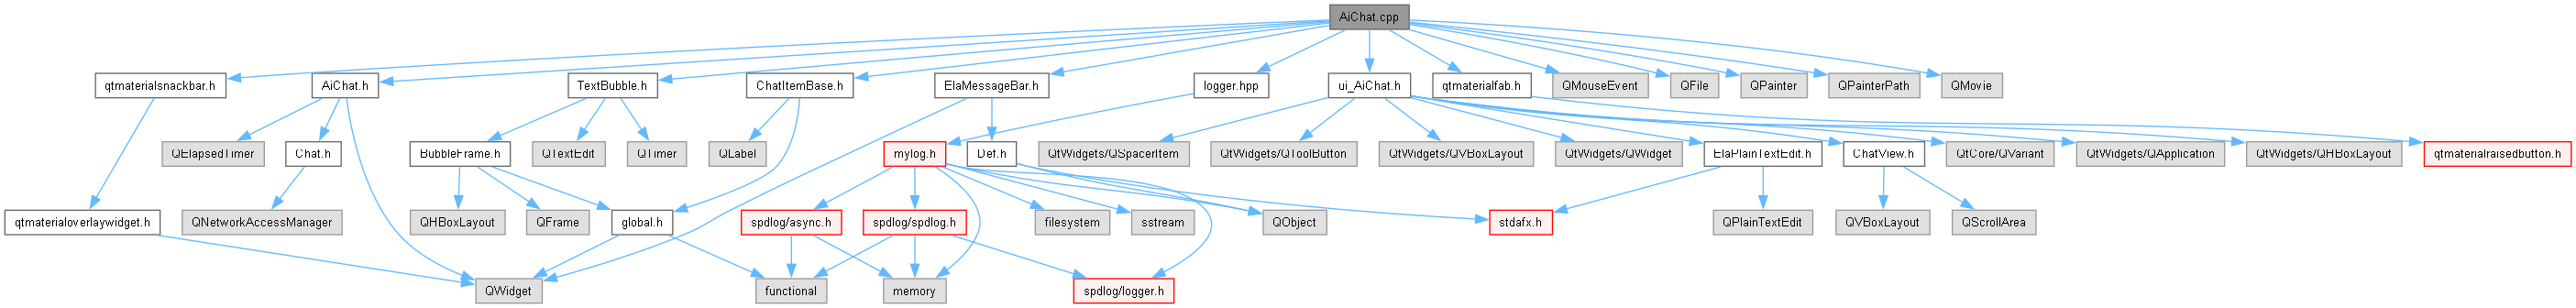 AiChat.cpp
qtmaterialsnackbar.h
AiChat.h
TextBubble.h
ChatItemBase.h
ElaMessageBar.h
logger.hpp
ui_AiChat.h
qtmaterialfab.h
QMouseEvent
QFile
QPainter
QPainterPath
QMovie
QElapsedTimer
Chat.h
BubbleFrame.h
QTextEdit
QTimer
QLabel
mylog.h
Def.h
QtWidgets/QSpacerItem
QtWidgets/QToolButton
QtWidgets/QVBoxLayout
QtWidgets/QWidget
ElaPlainTextEdit.h
ChatView.h
QtCore/QVariant
QtWidgets/QApplication
QtWidgets/QHBoxLayout
qtmaterialraisedbutton.h
qtmaterialoverlaywidget.h
QNetworkAccessManager
QHBoxLayout
QFrame
global.h
spdlog/async.h
spdlog/spdlog.h
filesystem
sstream
QObject
stdafx.h
QPlainTextEdit
QVBoxLayout
QScrollArea
QWidget
functional
memory
spdlog/logger.h